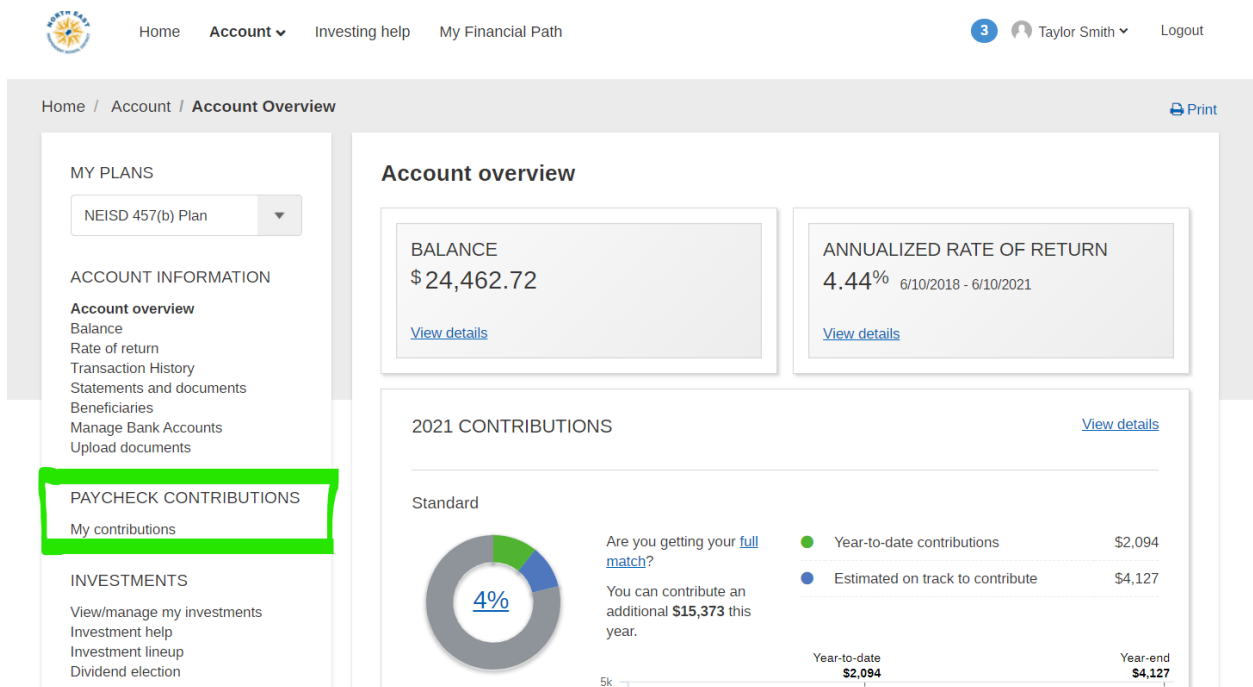 NORTH EAST
Home
Account
Investing help
My Financial Path
3
Taylor Smith
Logout
Home / Account / Account Overview
Print
MY PLANS
NEISD 457(b) Plan
ACCOUNT INFORMATION
Account overview
Balance
Rate of return
Transaction History
Statements and documents
Beneficiaries
Manage Bank Accounts
Upload documents
PAYCHECK CONTRIBUTIONS
My contributions
INVESTMENTS
View/manage my investments
Investment help
Investment lineup
Dividend election
Account overview
BALANCE
$24,462.72
View details
ANNUALIZED RATE OF RETURN
4.44% 6/10/2018 - 6/10/2021
View details
2021 CONTRIBUTIONS
View details
Standard
4%
Are you getting your full
match?
You can contribute an
additional $15,373 this
year.
Year-to-date contributions $2,094
Estimated on track to contribute $4,127
Year-to-date
$2,094
Year-end
$4,127
5k